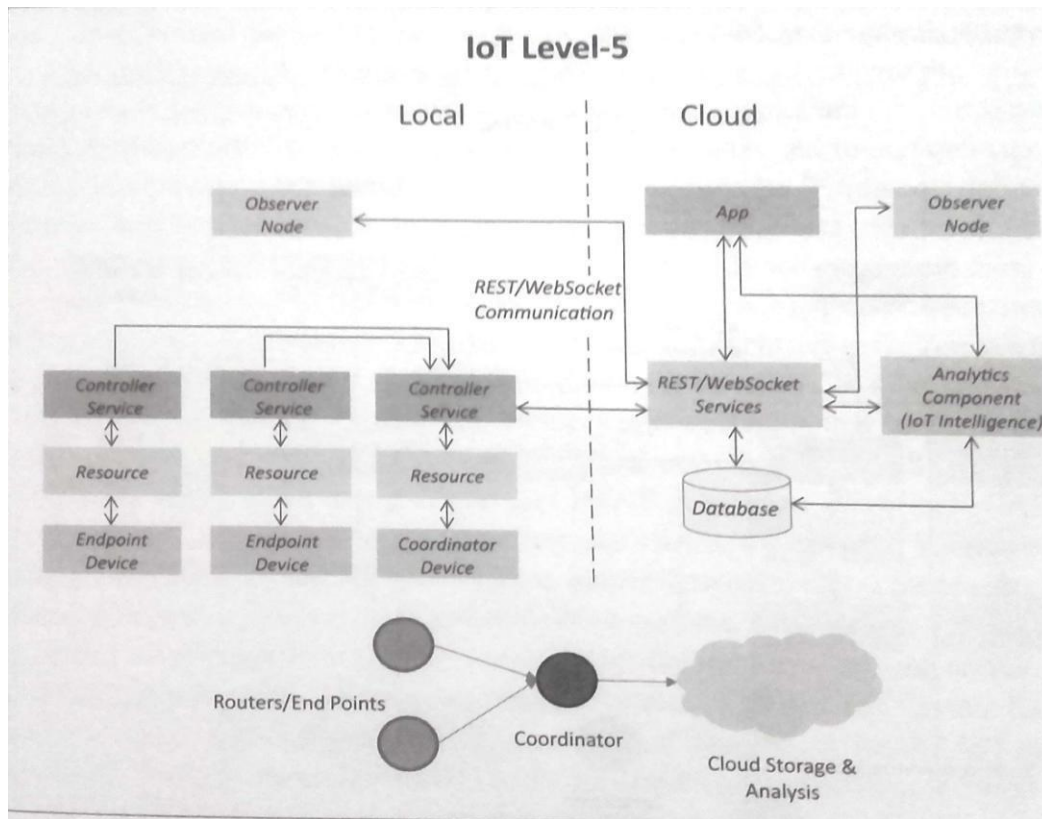 IoT Level-5
Local
Cloud
Observer
Node
App
Observer
Node
REST/WebSocket
Communication
Controller
Service
Controller
Service
Controller
Service
REST/WebSocket
Services
Analytics
Component
(IoT Intelligence)
Resource
Resource
Resource
Database
Endpoint
Device
Endpoint
Device
Coordinator
Device
Routers/End Points
Coordinator
Cloud Storage &
Analysis